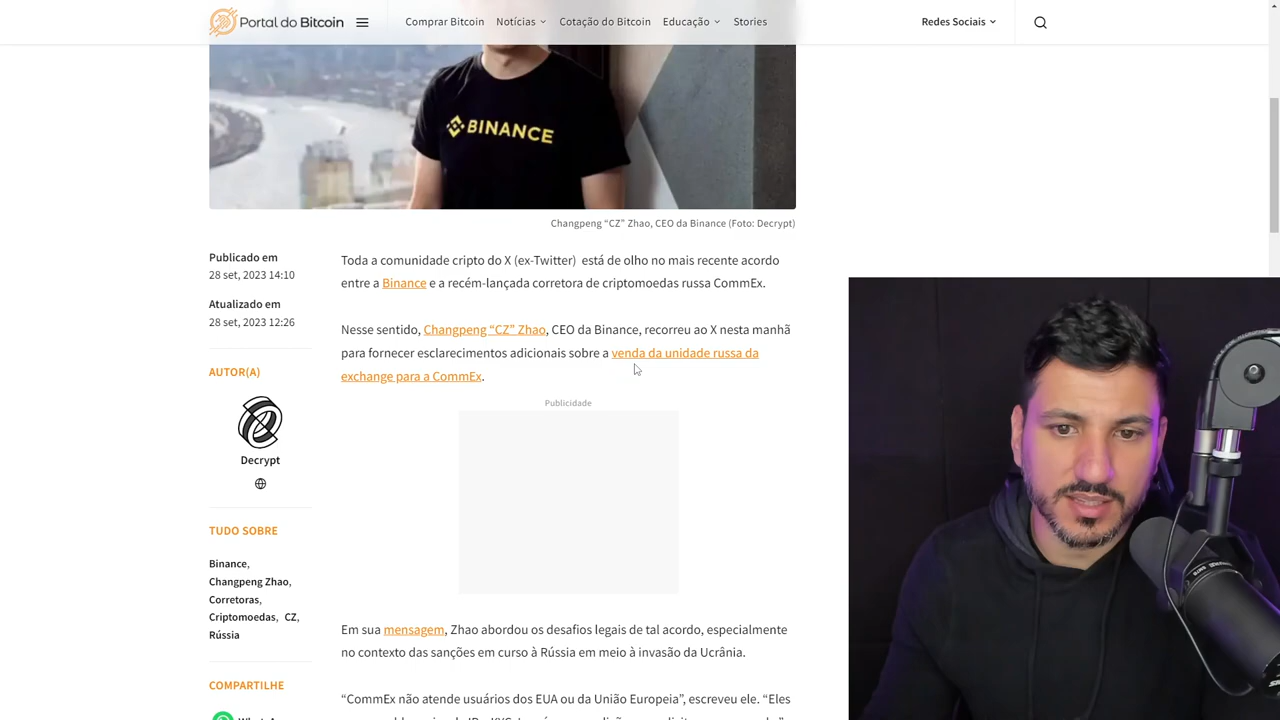 Portal do Bitcoin
Comprar Bitcoin Notícias Cotação do Bitcoin Educação Stories
Redes Sociais
BINANCE
Changpeng “CZ” Zhao, CEO da Binance (Foto: Decrypt)
Publicado em
28 set, 2023 14:10
Atualizado em
28 set, 2023 12:26
AUTOR(A)
Decrypt
TUDO SOBRE
Binance,
Changpeng Zhao,
Corretoras,
Criptomoedas, CZ,
Rússia
COMPARTILHE
Toda a comunidade cripto do X (ex-Twitter) está de olho no mais recente acordo
entre a Binance e a recém-lançada corretora de criptomoedas russa CommEx.
Nesse sentido, Changpeng “CZ” Zhao, CEO da Binance, recorreu ao X nesta manhã
para fornecer esclarecimentos adicionais sobre a venda da unidade russa da
exchange para a CommEx.
Publicidade
Em sua mensagem, Zhao abordou os desafios legais de tal acordo, especialmente
no contexto das sanções em curso à Rússia em meio à invasão da Ucrânia.
“CommEx não atende usuários dos EUA ou da União Europeia”, escreveu ele. “Eles